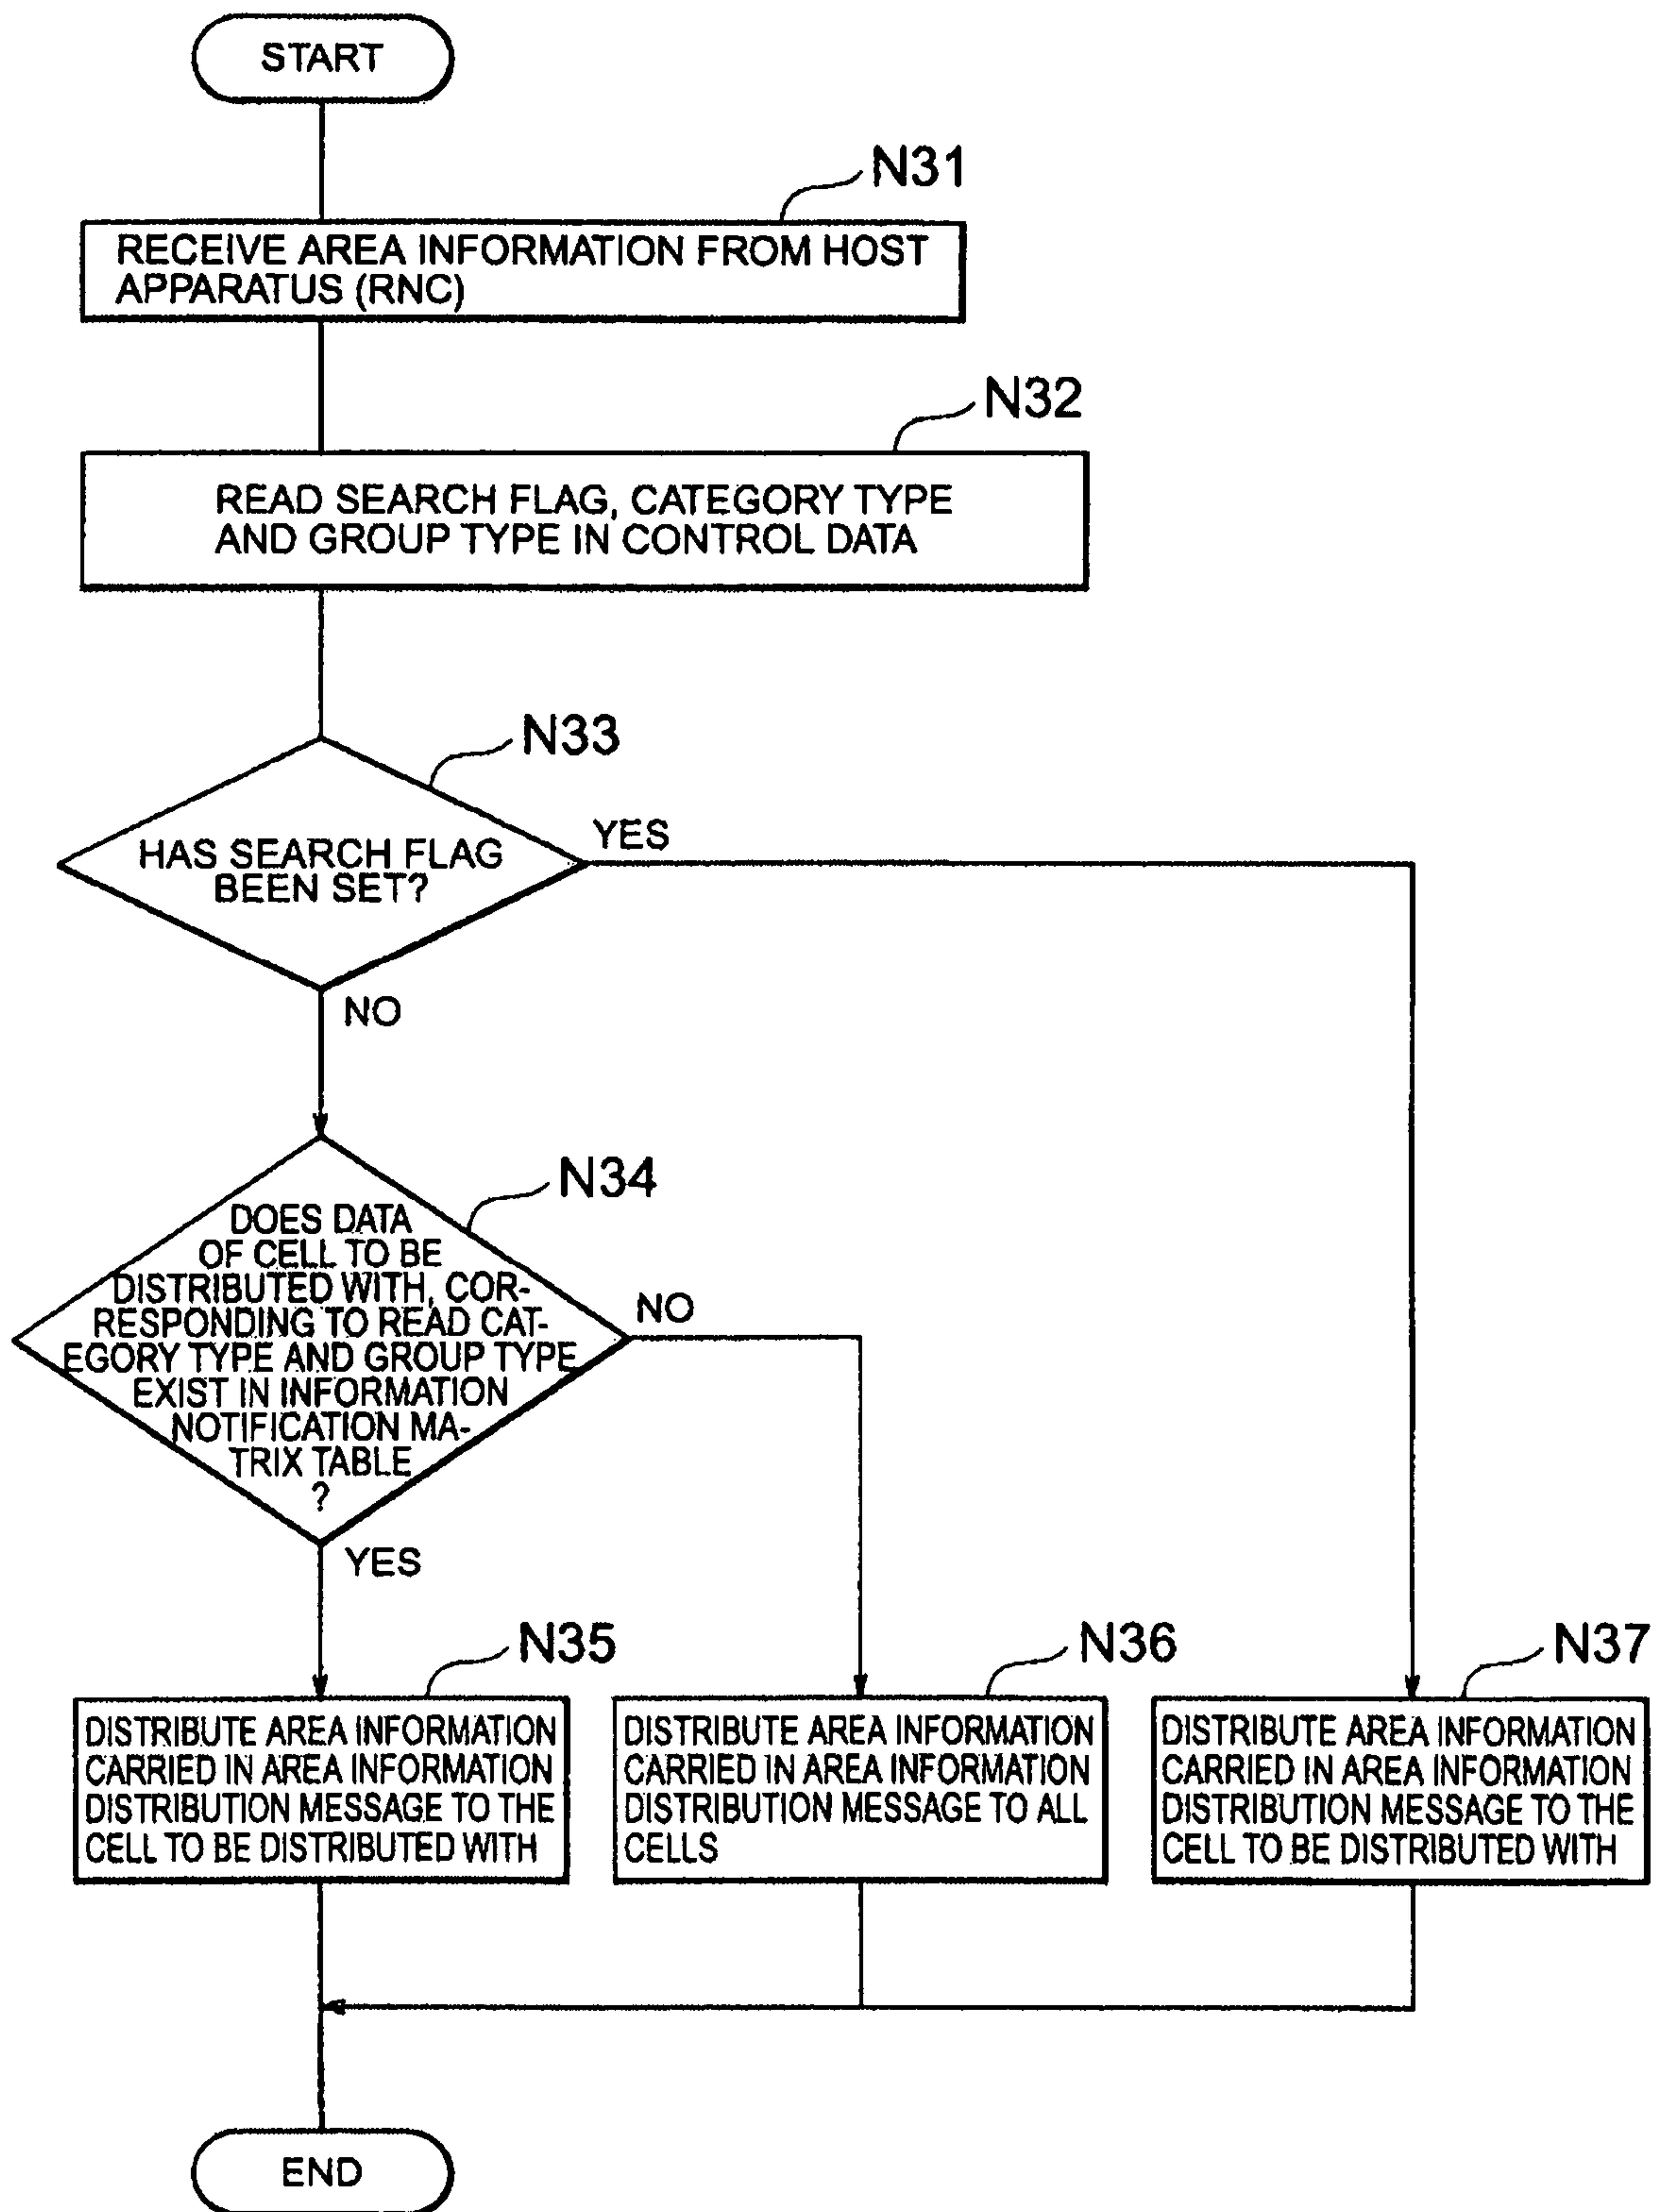 START
N31
RECEIVE AREA INFORMATION FROM HOST
APPARATUS (RNC)
N32
READ SEARCH FLAG, CATEGORY TYPE
AND GROUP TYPE IN CONTROL DATA
N33
HAS SEARCH FLAG
BEEN SET?
YES
NO
N34
DOES DATA
OF CELL TO BE
DISTRIBUTED WITH, COR-
RESPONDING TO READ CAT-
EGORY TYPE AND GROUP TYPE
EXIST IN INFORMATION
NOTIFICATION MA-
TRIX TABLE
?
NO
YES
N35
DISTRIBUTE AREA INFORMATION
CARRIED IN AREA INFORMATION
DISTRIBUTION MESSAGE TO THE
CELL TO BE DISTRIBUTED WITH
N36
DISTRIBUTE AREA INFORMATION
CARRIED IN AREA INFORMATION
DISTRIBUTION MESSAGE TO ALL
CELLS
N37
DISTRIBUTE AREA INFORMATION
CARRIED IN AREA INFORMATION
DISTRIBUTION MESSAGE TO THE
CELL TO BE DISTRIBUTED WITH
END